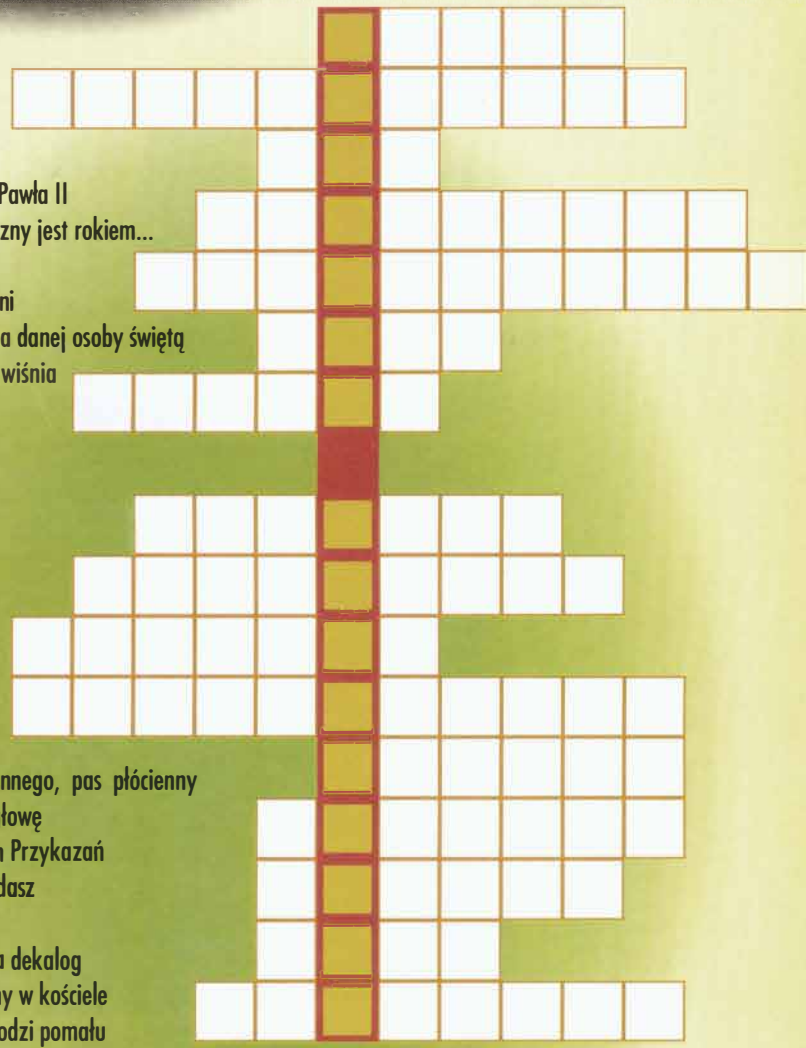 Pawła II
zny jest rokiem...
ni
a danej osoby świętą
wiśnia
nnego, pas płócienny
łowę
Przykazań
dasz
a dekalog
ny w kościele
odzi pomału